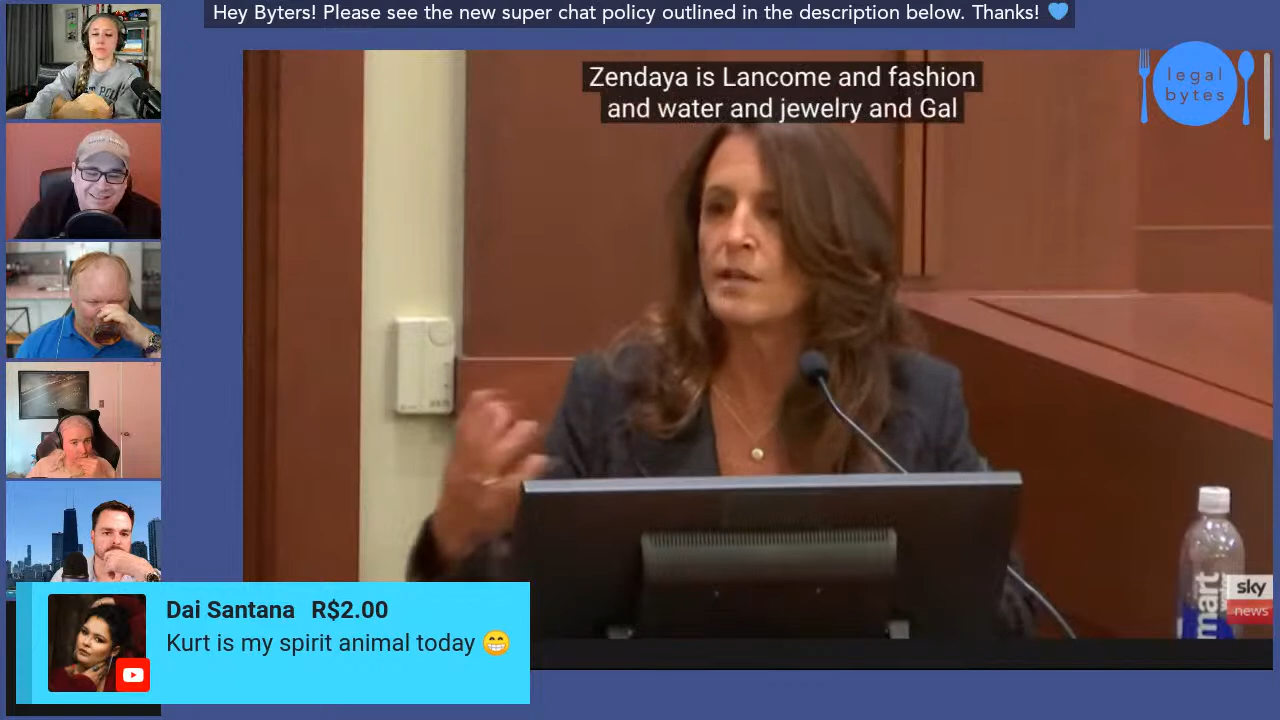 Hey Byters! Please see the new super chat policy outlined in the description below. Thanks! 💙
Zendaya is Lancome and fashion
and water and jewelry and Gal
legal
bytes
mart
sky
news
Dai Santana R$2.00
Kurt is my spirit animal today 😁